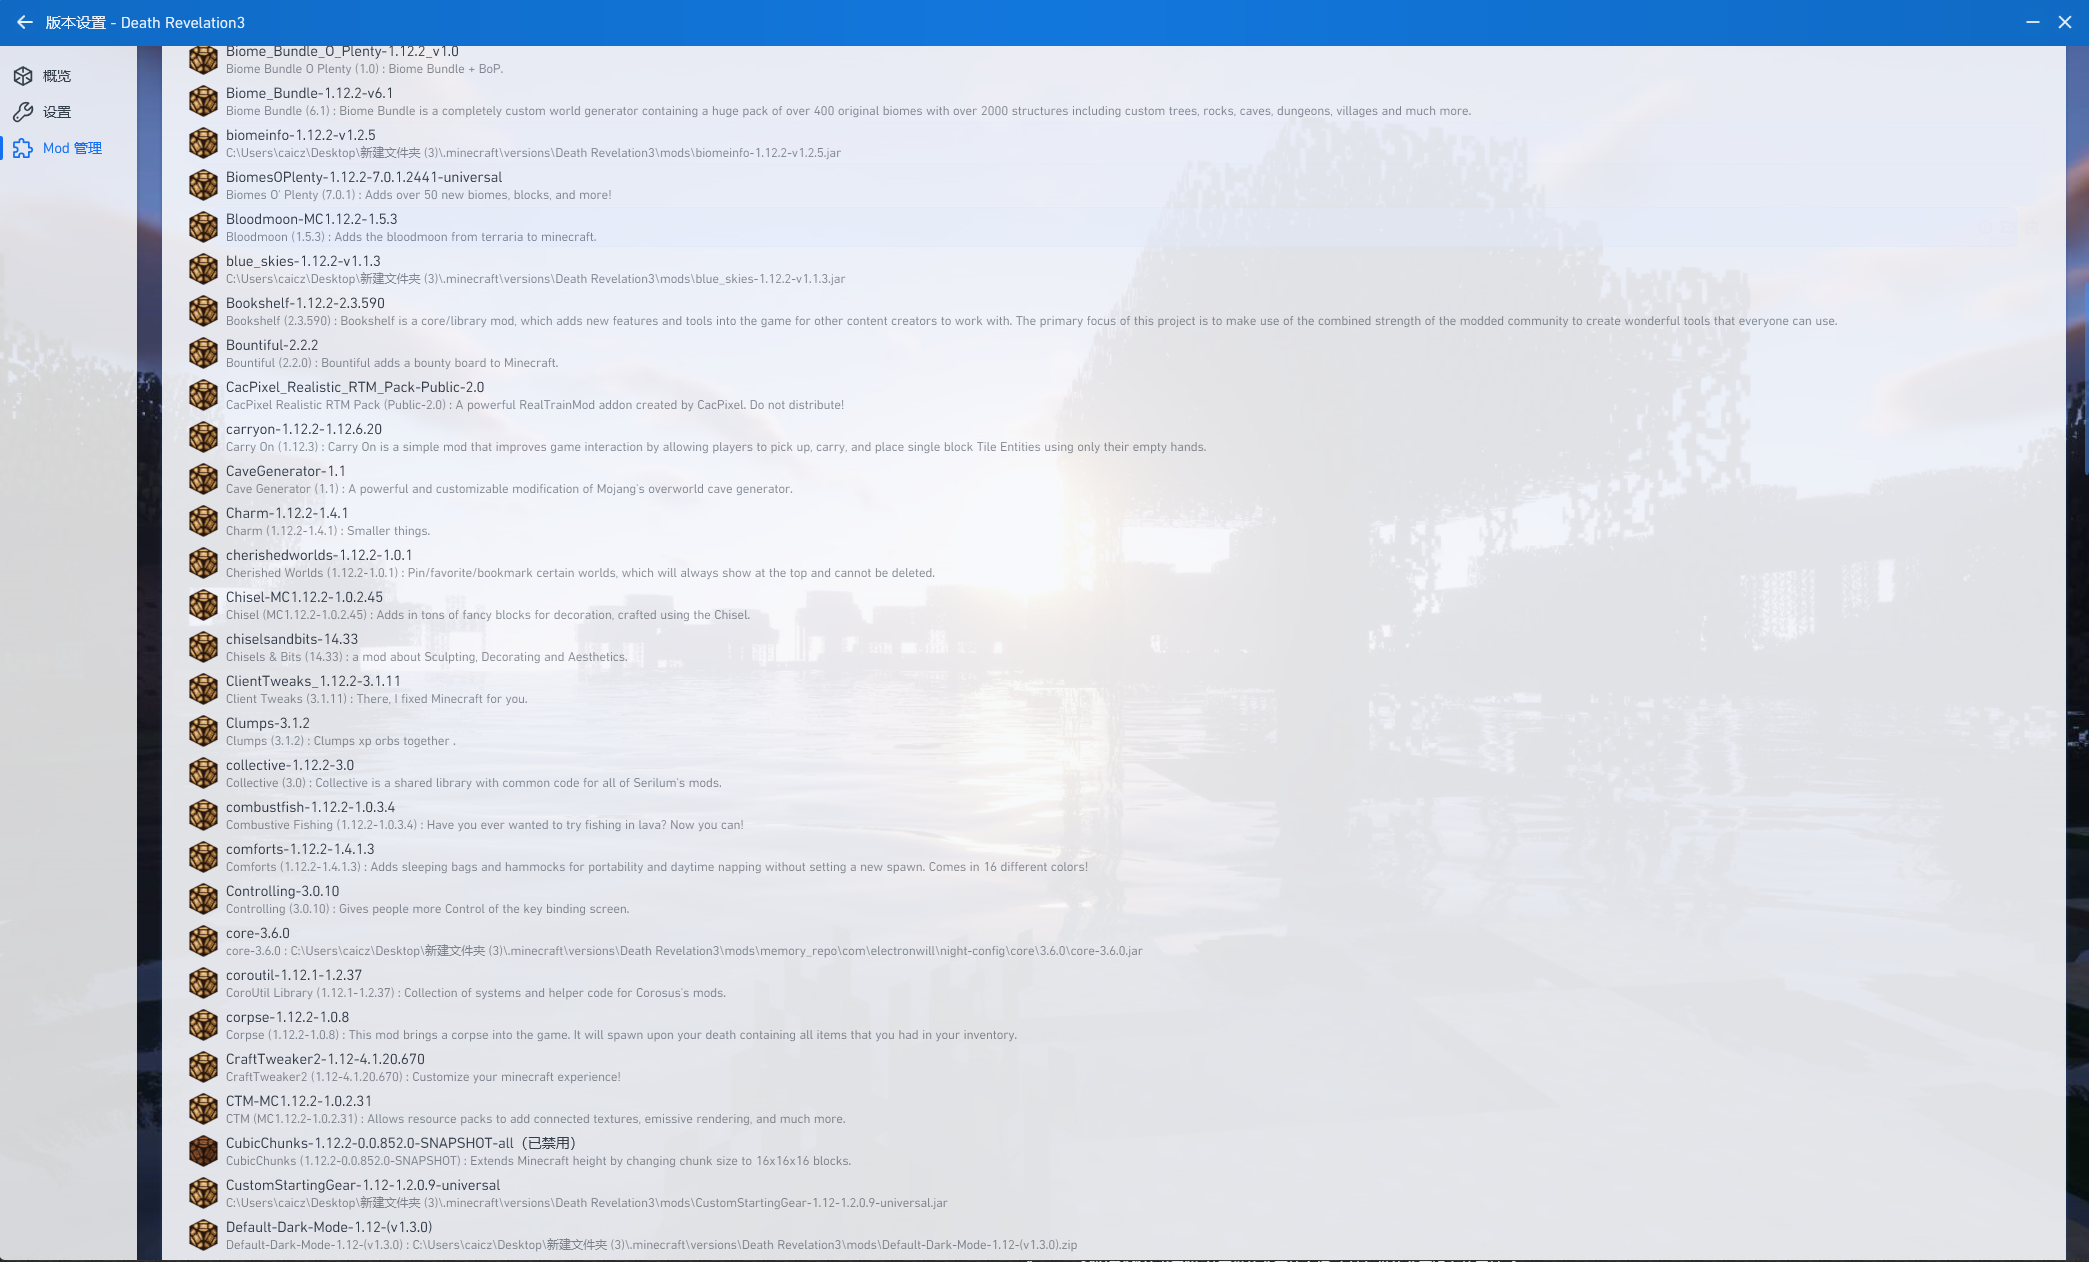 版本设置 - Death Revelation3
概览
设置
Mod 管理
Biome_Bundle_O_Plenty-1.12.2_v1.0
Biome Bundle O Plenty (1.0) : Biome Bundle + BoP.
Biome_Bundle-1.12.2-v6.1
Biome Bundle (6.1) : Biome Bundle is a completely custom world generator containing a huge pack of over 400 original biomes with over 2000 structures including custom trees, rocks, caves, dungeons, villages and much more.
biomeinfo-1.12.2-v1.2.5
C:\Users\caicz\Desktop\新建文件夹 (3)\.minecraft\versions\Death Revelation3\mods\biomeinfo-1.12.2-v1.2.5.jar
BiomesOPlenty-1.12.2-7.0.1.2441-universal
Biomes O' Plenty (7.0.1) : Adds over 50 new biomes, blocks, and more!
Bloodmoon-MC1.12.2-1.5.3
Bloodmoon (1.5.3) : Adds the bloodmoon from terraria to minecraft.
blue_skies-1.12.2-v1.1.3
C:\Users\caicz\Desktop\新建文件夹 (3)\.minecraft\versions\Death Revelation3\mods\blue_skies-1.12.2-v1.1.3.jar
Bookshelf-1.12.2-2.3.590
Bookshelf (2.3.590) : Bookshelf is a core/library mod, which adds new features and tools into the game for other content creators to work with. The primary focus of this project is to make use of the combined strength of the modded community to create wonderful tools that everyone can use.
Bountiful-2.2.2
Bountiful (2.2.0) : Bountiful adds a bounty board to Minecraft.
CacPixel_Realistic_RTM_Pack-Public-2.0
CacPixel Realistic RTM Pack (Public-2.0) : A powerful RealTrainMod addon created by CacPixel. Do not distribute!
carryon-1.12.2-1.12.6.20
Carry On (1.12.3) : Carry On is a simple mod that improves game interaction by allowing players to pick up, carry, and place single block Tile Entities using only their empty hands.
CaveGenerator-1.1
Cave Generator (1.1) : A powerful and customizable modification of Mojang's overworld cave generator.
Charm-1.12.2-1.4.1
Charm (1.12.2-1.4.1) : Smaller things.
cherishedworlds-1.12.2-1.0.1
Cherished Worlds (1.12.2-1.0.1) : Pin/favorite/bookmark certain worlds, which will always show at the top and cannot be deleted.
Chisel-MC1.12.2-1.0.2.45
Chisel (MC1.12.2-1.0.2.45) : Adds in tons of fancy blocks for decoration, crafted using the Chisel.
chiselsandbits-14.33
Chisels & Bits (14.33) : a mod about Sculpting, Decorating and Aesthetics.
ClientTweaks_1.12.2-3.1.11
Client Tweaks (3.1.11) : There, I fixed Minecraft for you.
Clumps-3.1.2
Clumps (3.1.2) : Clumps xp orbs together .
collective-1.12.2-3.0
Collective (3.0) : Collective is a shared library with common code for all of Serilum's mods.
combustfish-1.12.2-1.0.3.4
Combustive Fishing (1.12.2-1.0.3.4) : Have you ever wanted to try fishing in lava? Now you can!
comforts-1.12.2-1.4.1.3
Comforts (1.12.2-1.4.1.3) : Adds sleeping bags and hammocks for portability and daytime napping without setting a new spawn. Comes in 16 different colors!
Controlling-3.0.10
Controlling (3.0.10) : Gives people more Control of the key binding screen.
core-3.6.0
core-3.6.0 : C:\Users\caicz\Desktop\新建文件夹 (3)\.minecraft\versions\Death Revelation3\mods\memory_repo\com\electronwill\night-config\core\3.6.0\core-3.6.0.jar
coroutil-1.12.1-1.2.37
CoroUtil Library (1.12.1-1.2.37) : Collection of systems and helper code for Corosus's mods.
corpse-1.12.2-1.0.8
Corpse (1.12.2-1.0.8) : This mod brings a corpse into the game. It will spawn upon your death containing all items that you had in your inventory.
CraftTweaker2-1.12-4.1.20.670
CraftTweaker2 (1.12-4.1.20.670) : Customize your minecraft experience!
CTM-MC1.12.2-1.0.2.31
CTM (MC1.12.2-1.0.2.31) : Allows resource packs to add connected textures, emissive rendering, and much more.
CubicChunks-1.12.2-0.0.852.0-SNAPSHOT-all（已禁用）
CubicChunks (1.12.2-0.0.852.0-SNAPSHOT) : Extends Minecraft height by changing chunk size to 16x16x16 blocks.
CustomStartingGear-1.12-1.2.0.9-universal
C:\Users\caicz\Desktop\新建文件夹 (3)\.minecraft\versions\Death Revelation3\mods\CustomStartingGear-1.12-1.2.0.9-universal.jar
Default-Dark-Mode-1.12-(v1.3.0)
Default-Dark-Mode-1.12-(v1.3.0) : C:\Users\caicz\Desktop\新建文件夹 (3)\.minecraft\versions\Death Revelation3\mods\Default-Dark-Mode-1.12-(v1.3.0).zip